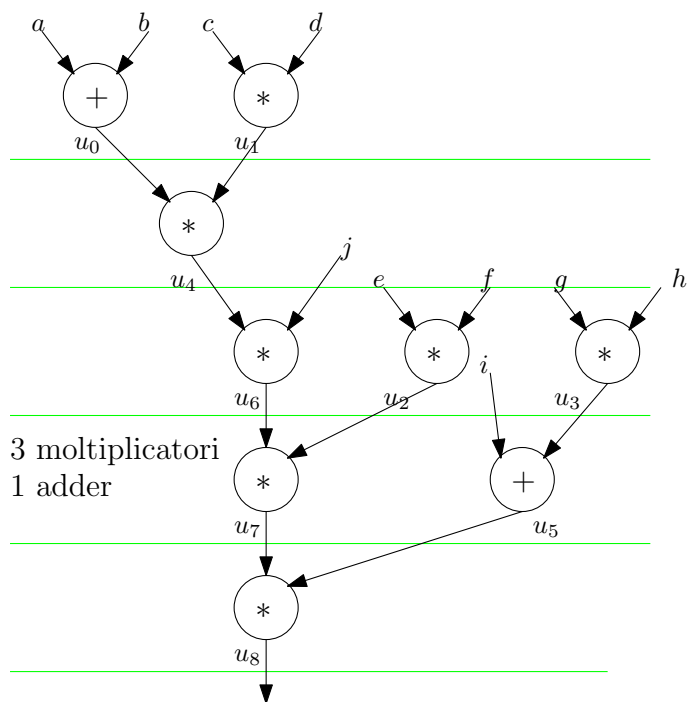 a b c d
+ *
u0 u1
*
j
u4 e f g h
* * *
i
u6 u2 u3
3 moltiplicatori
1 adder
* +
u7 u5
*
u8